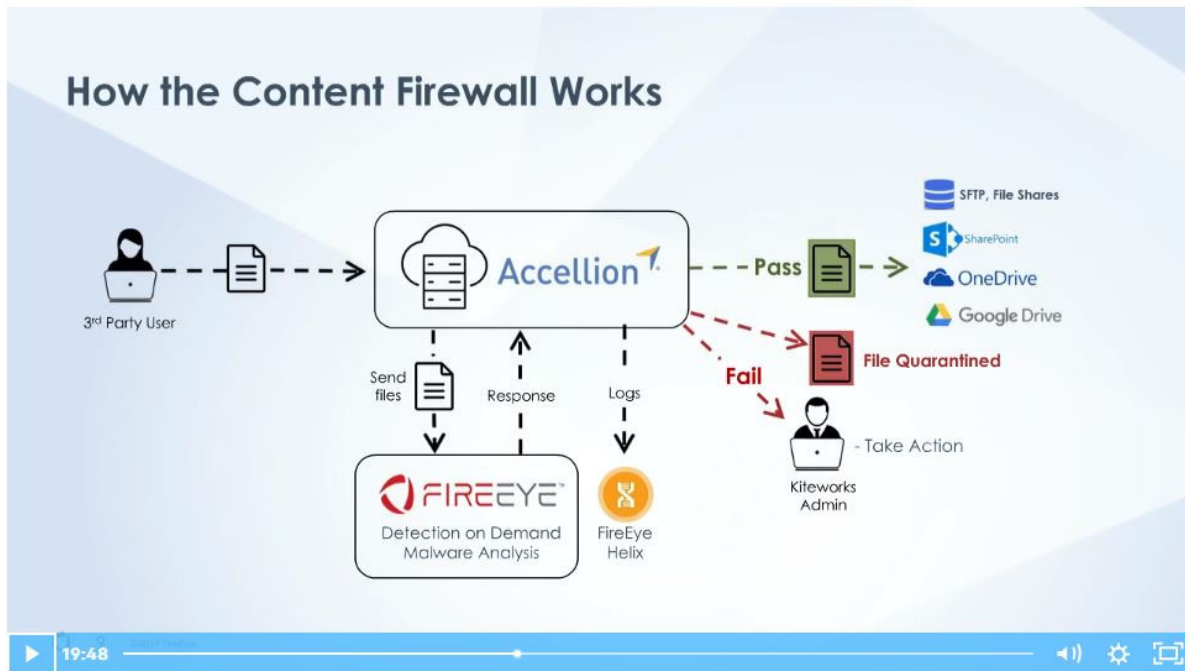 How the Content Firewall Works
SFTP, File Shares
SharePoint
OneDrive
Google Drive
3rd Party User
Accellion
Pass
File Quarantined
Fail
Send
files
Response
Logs
- Take Action
Kiteworks
Admin
FIREEYE™
Detection on Demand
Malware Analysis
FireEye
Helix
19:48